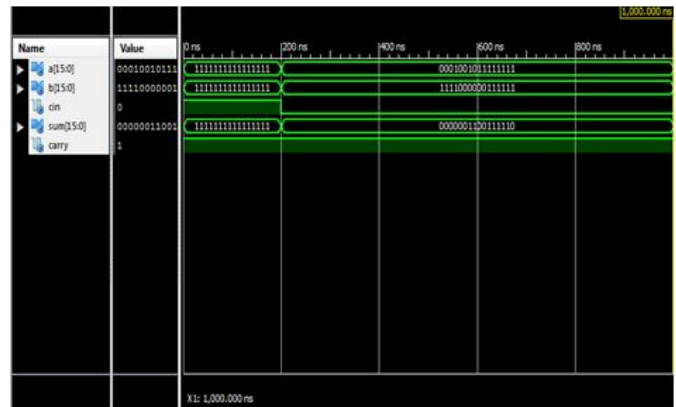 1,000.000 ns
Name Value 0 ns 200 ns 400 ns 600 ns 800 ns
a[15:0] 00010010111 1111111111111111 0001001011111111
b[15:0] 11110000001 1111111111111111 1111000000111111
cin 0
sum[15:0] 00000011001 1111111111111111 0000001100111110
carry 1
X1: 1,000.000 ns